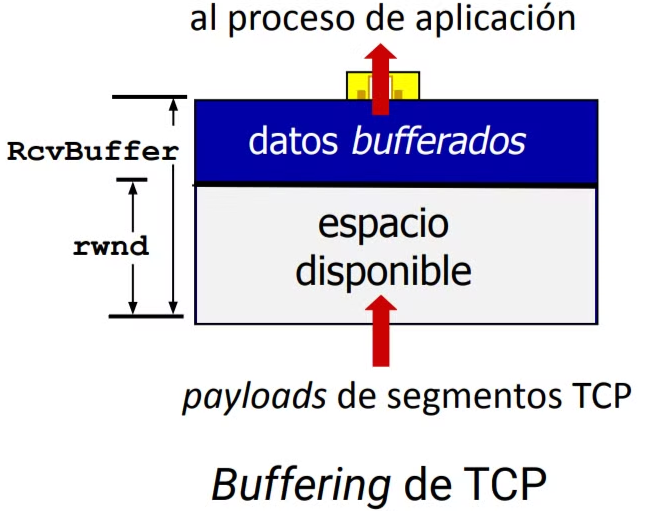 al proceso de aplicación
RcvBuffer
datos bufferados
rwnd
espacio
disponible
payloads de segmentos TCP
Buffering de TCP